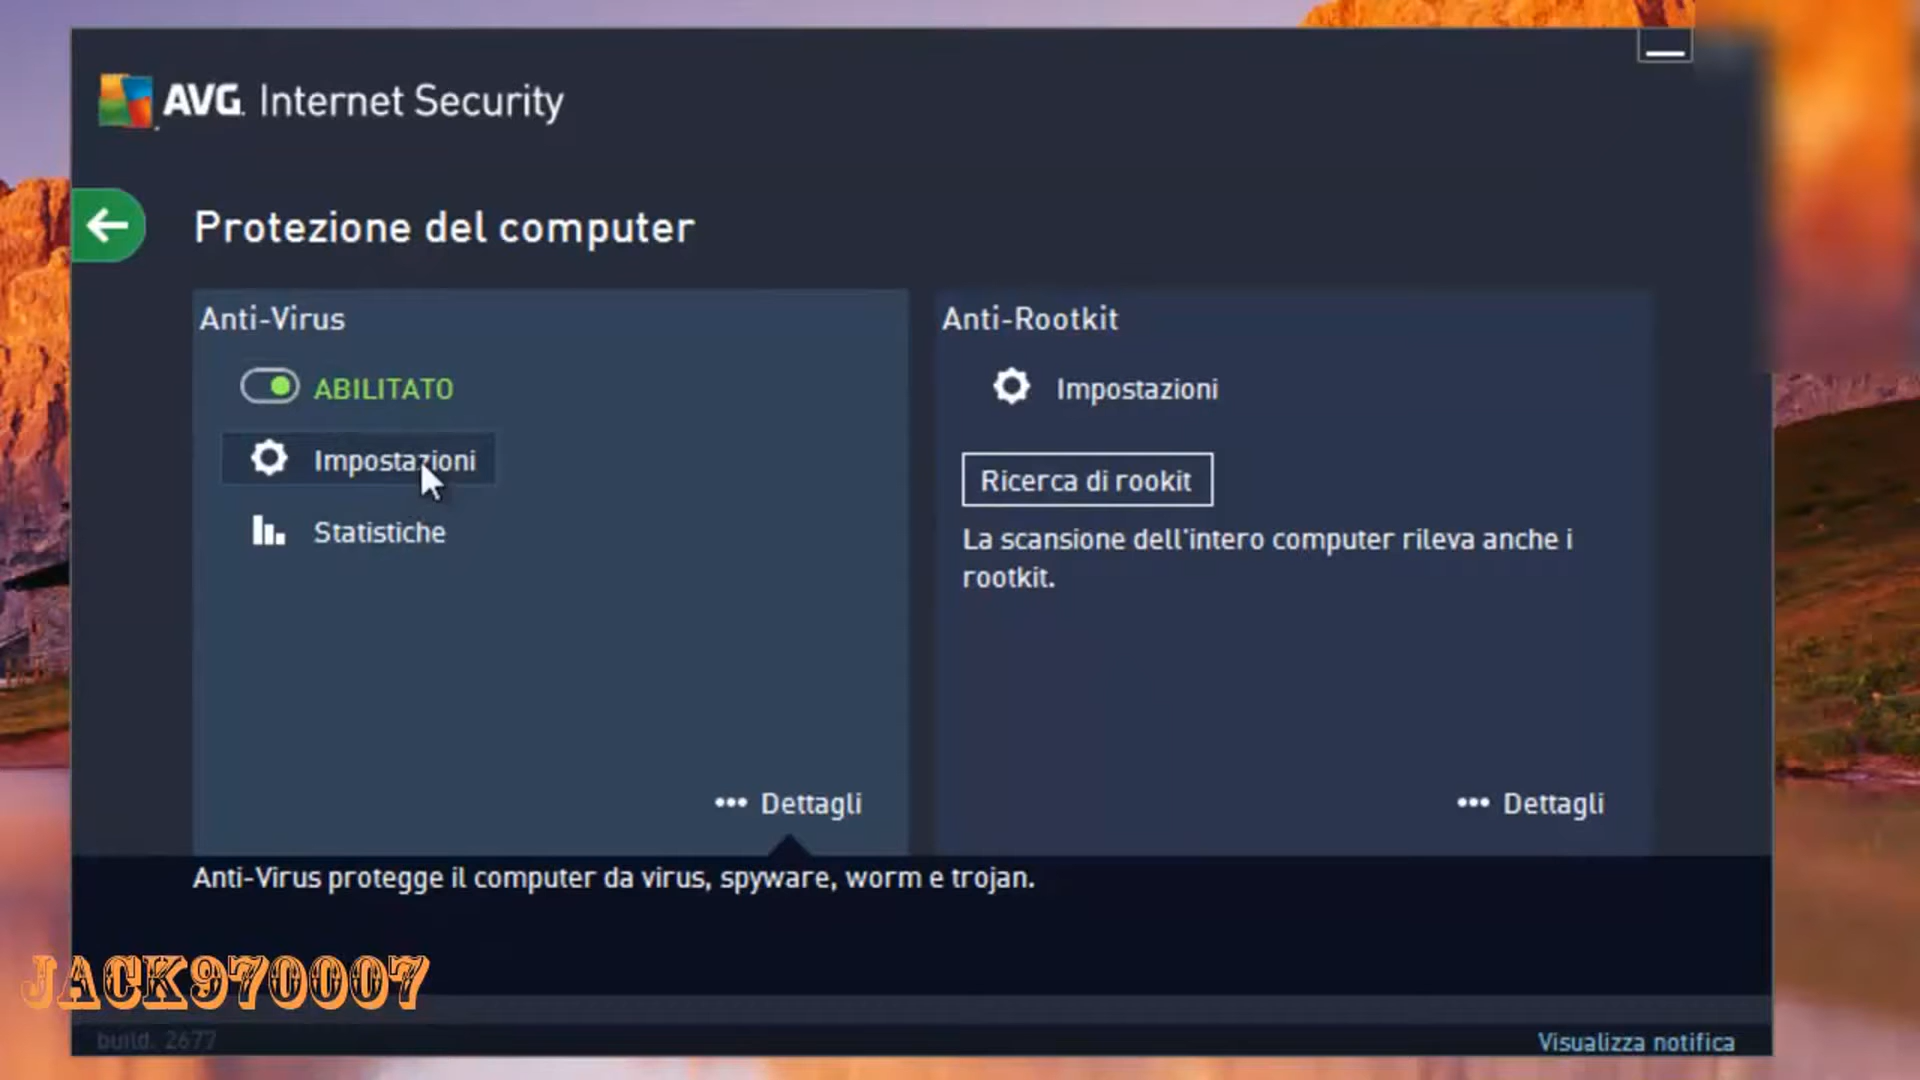 AVG. Internet Security
Protezione del computer
Anti-Virus
ABILITATO
Impostazioni
Statistiche
Dettagli
Anti-Rootkit
Impostazioni
Ricerca di rookit
La scansione dell'intero computer rileva anche i
rootkit.
Dettagli
Anti-Virus protegge il computer da virus, spyware, worm e trojan.
JACK970007
build. 2677
Visualizza notifica